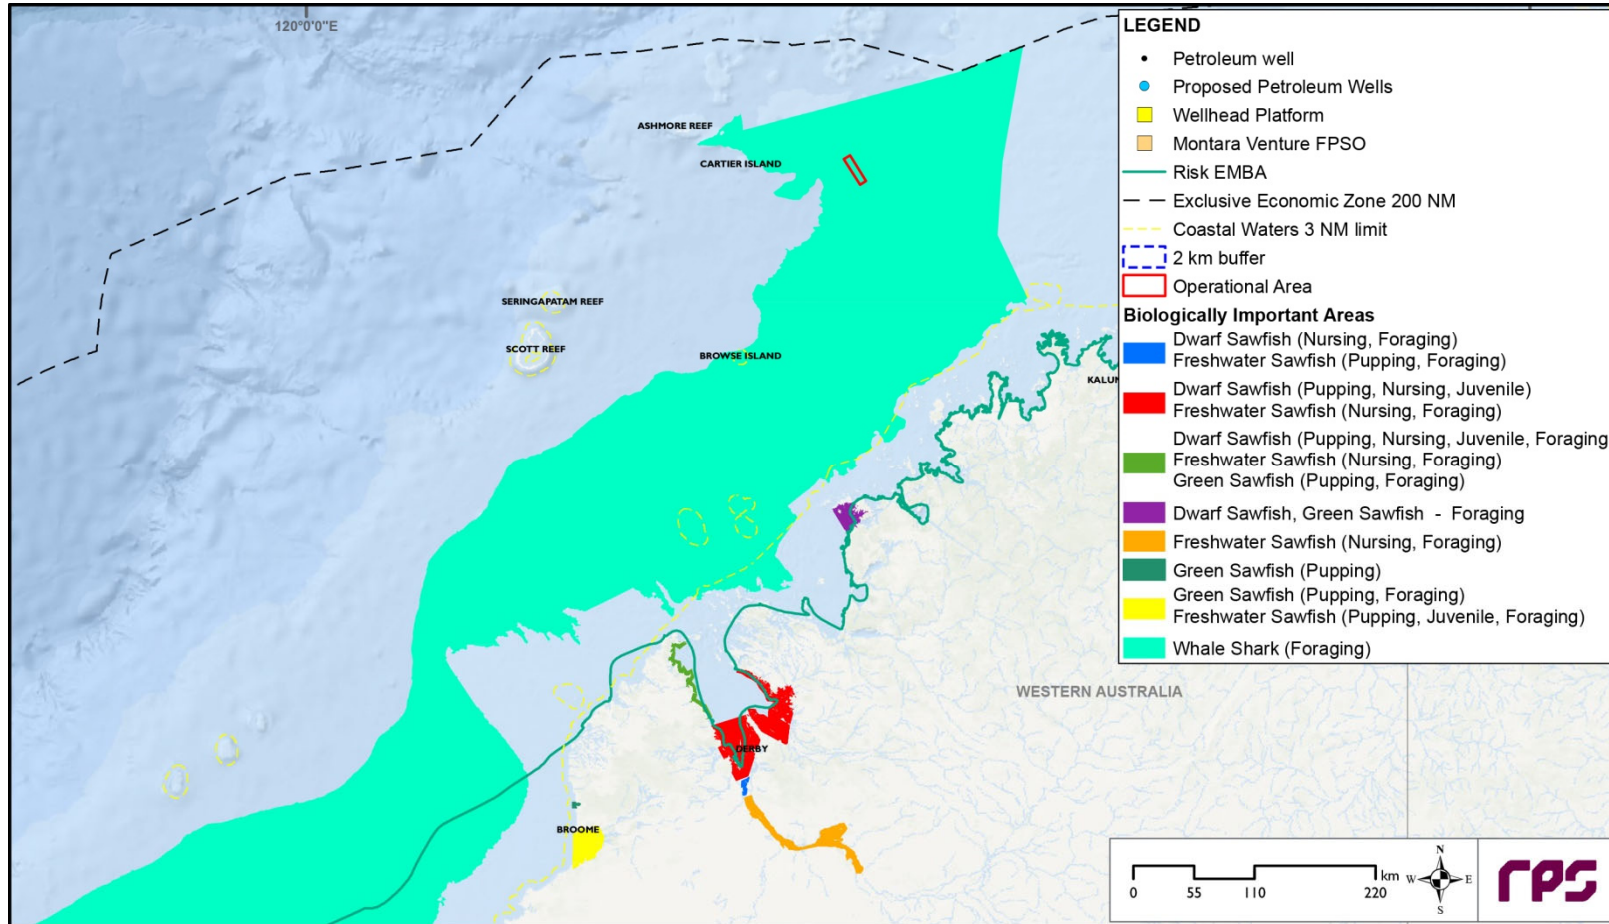 120°0'0"E
LEGEND
Petroleum well
Proposed Petroleum Wells
Wellhead Platform
Montara Venture FPSO
Risk EMBA
Exclusive Economic Zone 200 NM
Coastal Waters 3 NM limit
2 km buffer
Operational Area
Biologically Important Areas
Dwarf Sawfish (Nursing, Foraging)
Freshwater Sawfish (Pupping, Foraging)
Dwarf Sawfish (Pupping, Nursing, Juvenile)
Freshwater Sawfish (Nursing, Foraging)
Dwarf Sawfish (Pupping, Nursing, Juvenile, Foraging
Freshwater Sawfish (Nursing, Foraging)
Green Sawfish (Pupping, Foraging)
Dwarf Sawfish, Green Sawfish - Foraging
Freshwater Sawfish (Nursing, Foraging)
Green Sawfish (Pupping)
Green Sawfish (Pupping, Foraging)
Freshwater Sawfish (Pupping, Juvenile, Foraging)
Whale Shark (Foraging)
ASHMORE REEF
CARTIER ISLAND
SERINGAPATAM REEF
SCOTT REEF
BROWSE ISLAND
KALUM
WESTERN AUSTRALIA
DERBY
BROOME
km
0 55 110 220
N
W E
S
rps